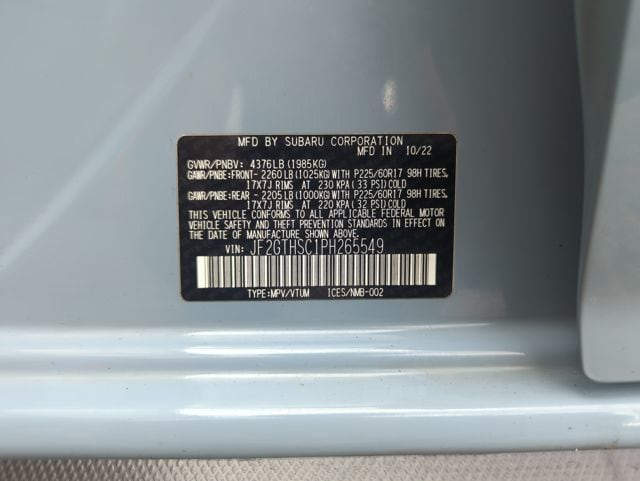 MFD BY SUBARU CORPORATION
MFD IN 10/22
GVWR/PNBV: 4376LB(1985KG)
GAWR/PNBE:FRONT- 2260LB(1025KG)WITH P225/60R17 98H TIRES,
17X7J RIMS AT 230 KPA(33 PSI)COLD
GAWR/PNBE:REAR - 2205LB(1000KG)WITH P225/60R17 98H TIRES,
17X7J RIMS AT 220 KPA(32 PSI)COLD
THIS VEHICLE CONFORMS TO ALL APPLICABLE FEDERAL MOTOR
VEHICLE SAFETY AND THEFT PREVENTION STANDARDS IN EFFECT
ON THE DATE OF MANUFACTURE SHOWN ABOVE.
VIN: JF2GTHSC1PH265549
TYPE:MPV/VTUM ICES/NMB-002